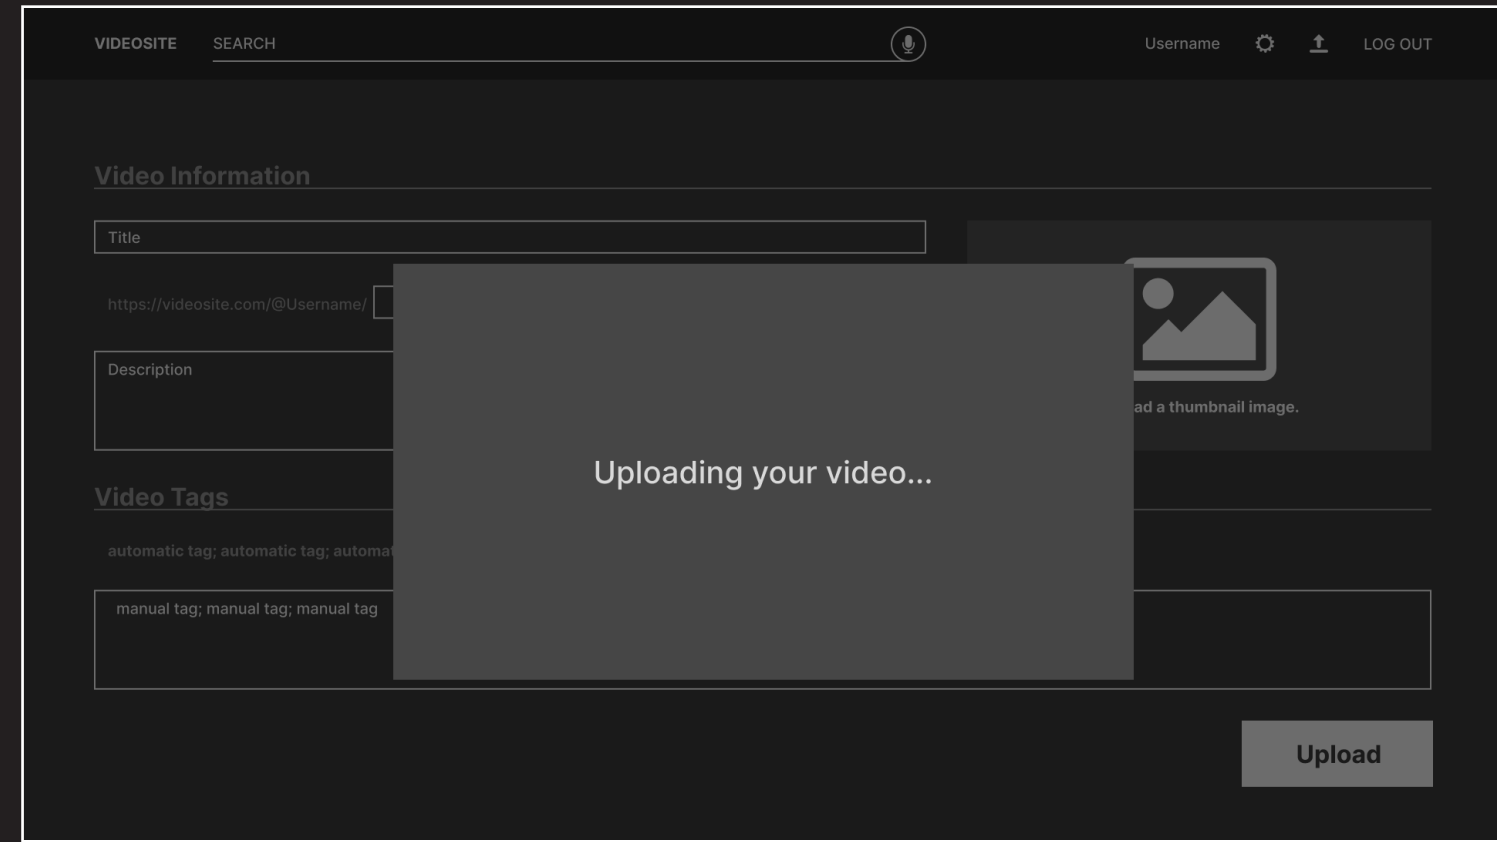 VIDEOSITE SEARCH Username LOG OUT
Video Information
Title
https://videosite.com/@Username/
Description
ad a thumbnail image.
Uploading your video...
Video Tags
automatic tag; automatic tag; automat
manual tag; manual tag; manual tag
Upload